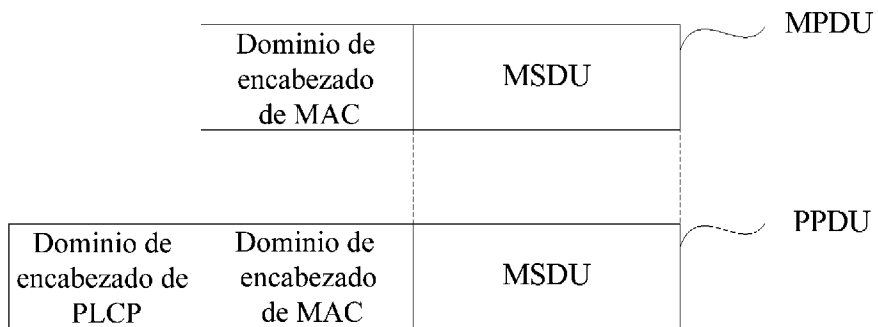 MPDU
Dominio de
encabezado
de MAC
MSDU
PPDU
Dominio de
encabezado de
PLCP
Dominio de
encabezado
de MAC
MSDU